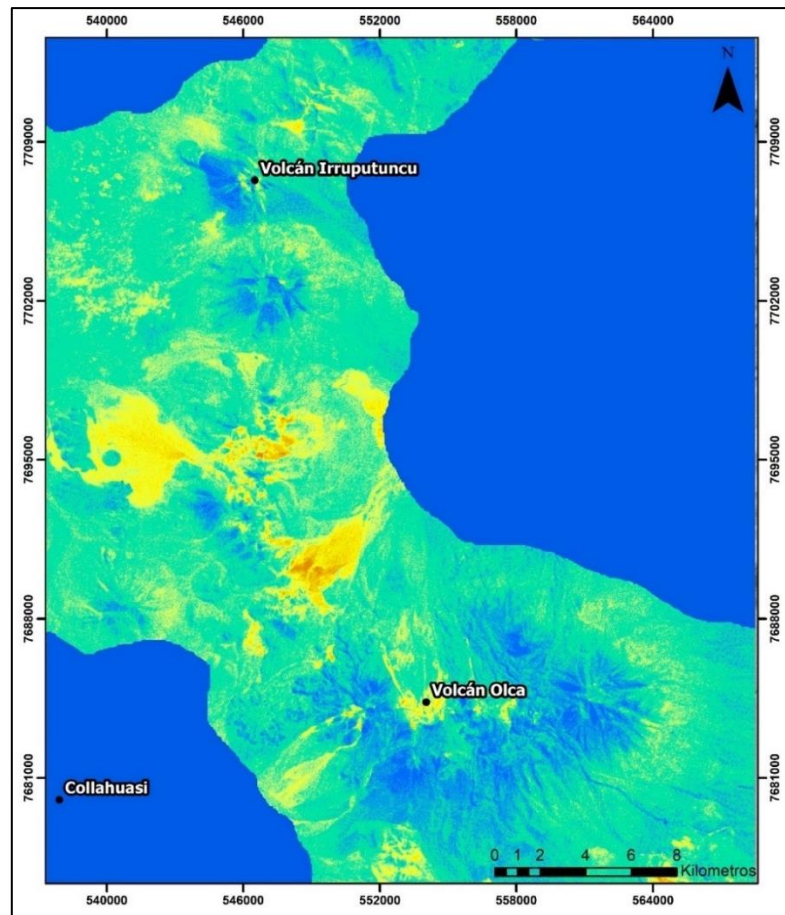 540000 546000 552000 558000 564000
N
7709000 7709000
Volcán Irruputuncu
7702000 7702000
7695000 7695000
7688000 7688000
Volcán Olca
7681000 7681000
Collahuasi
0 1 2 4 6 8
Kilometros
540000 546000 552000 558000 564000